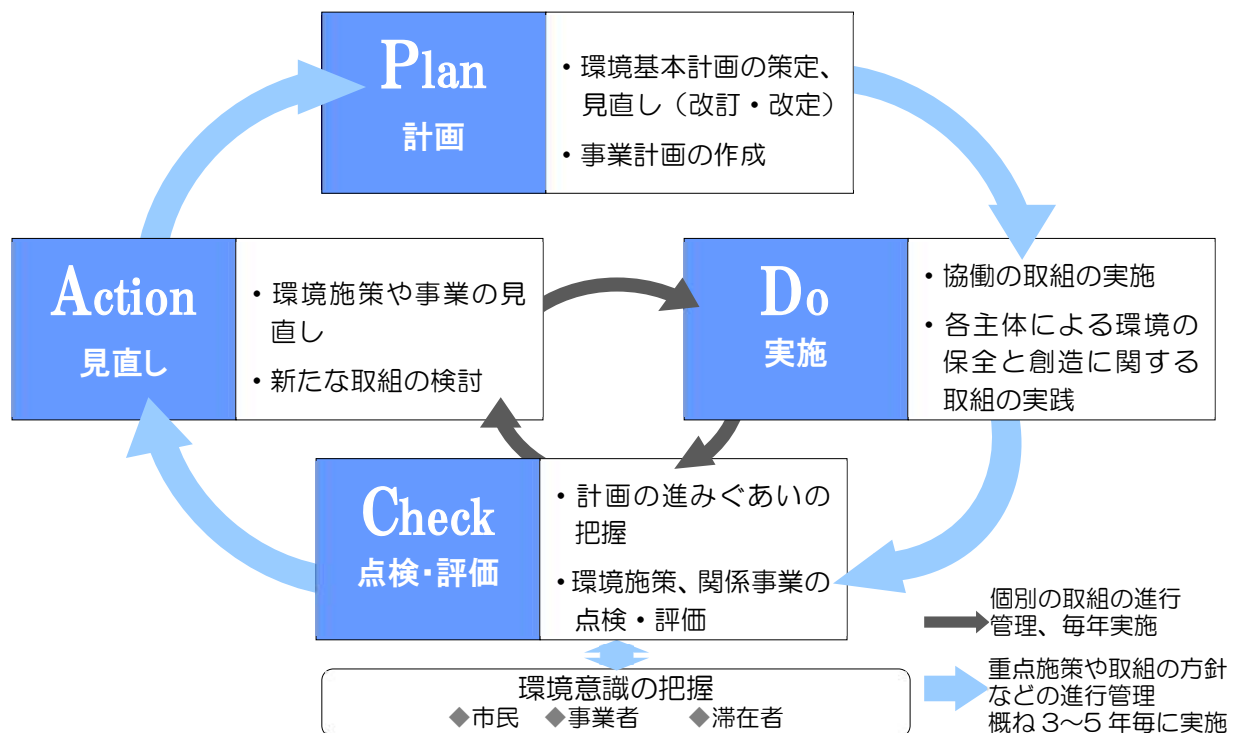 Plan
計画
・環境基本計画の策定、
見直し（改訂・改定）
・事業計画の作成
Action
見直し
・環境施策や事業の見
直し
・新たな取組の検討
Do
実施
・協働の取組の実施
・各主体による環境の
保全と創造に関する
取組の実践
Check
点検・評価
・計画の進みぐあいの
把握
・環境施策、関係事業の
点検・評価
環境意識の把握
◆市民 ◆事業者 ◆滞在者
個別の取組の進行
管理、毎年実施
重点施策や取組の方針
などの進行管理
概ね3～5年毎に実施